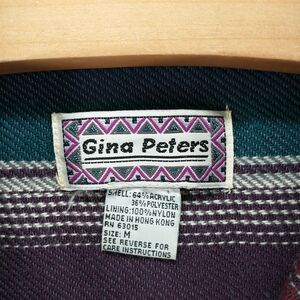 Gina Peters
SHELL: 64% ACRYLIC
36% POLYESTER
LINING: 100% NYLON
MADE IN HONG KONG
RN 63015
SIZE: M
SEE REVERSE FOR
CARE INSTRUCTIONS